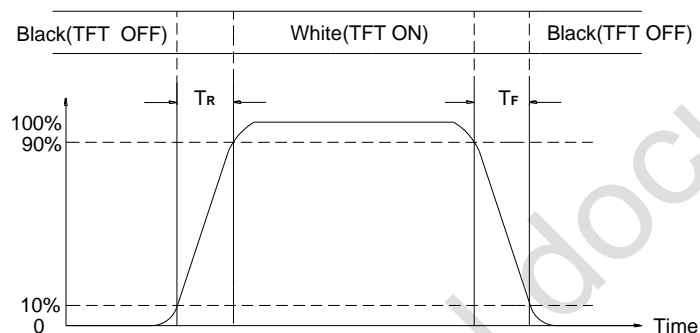 Black(TFT OFF) White(TFT ON) Black(TFT OFF)
TR TF
100%
90%
10%
0
Time